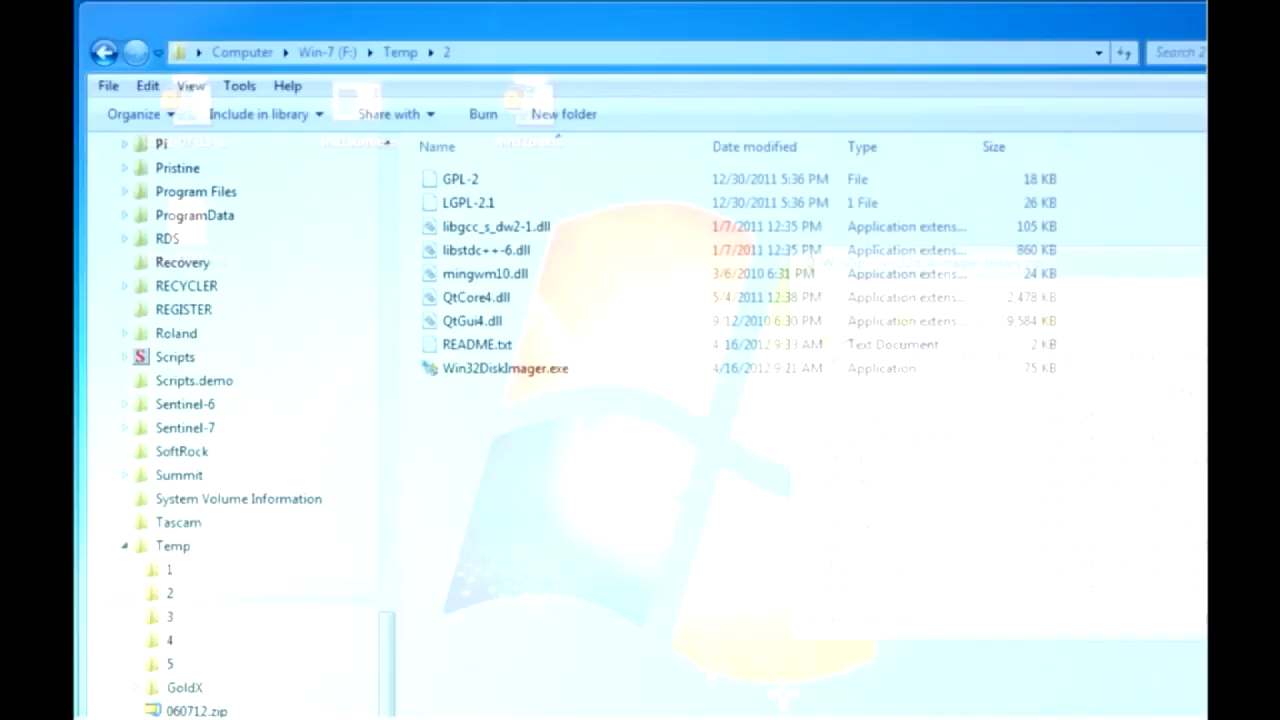 Computer Win-7 (F:) Temp 2
Search 2
File Edit View Tools Help
Organize Include in library Share with Burn New folder
Name Date modified Type Size
Pi
Pristine
Program Files
ProgramData
RDS
Recovery
RECYCLER
REGISTER
Roland
Scripts
Scripts.demo
Sentinel-6
Sentinel-7
SoftRock
Summit
System Volume Information
Tascam
Temp
1
2
3
4
5
GoldX
060712.zip
GPL-2 12/30/2011 5:36 PM File 18 KB
LGPL-2.1 12/30/2011 5:36 PM 1 File 26 KB
libgcc_s_dw2-1.dll 1/7/2011 12:35 PM Application extens... 105 KB
libstdc++-6.dll 1/7/2011 12:35 PM Application extens... 860 KB
mingwm10.dll 3/6/2010 6:31 PM Application extens... 24 KB
QtCore4.dll 5/4/2011 12:38 PM Application extens... 2,478 KB
QtGui4.dll 9/12/2010 6:30 PM Application extens... 9,584 KB
README.txt 4/16/2012 9:33 AM Text Document 2 KB
Win32DiskImager.exe 4/16/2012 9:21 AM Application 75 KB